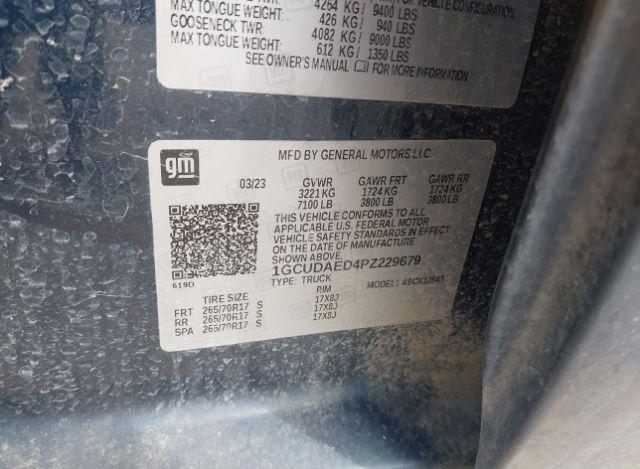 VEHICLE CONFIGURATION
MAX TONGUE WEIGHT: 4264 KG / 9400 LBS
GOOSENECK TWR: 426 KG / 940 LBS
MAX TONGUE WEIGHT: 4082 KG / 9000 LBS
612 KG / 1350 LBS
SEE OWNER'S MANUAL FOR MORE INFORMATION
gm
MFD BY GENERAL MOTORS LLC
03/23 GVWR GAWR FRT GAWR RR
3221 KG 1724 KG 1724 KG
7100 LB 3800 LB 3800 LB
THIS VEHICLE CONFORMS TO ALL
APPLICABLE U.S. FEDERAL MOTOR
VEHICLE SAFETY STANDARDS IN EFFECT ON
THE DATE OF MANUFACTURE SHOWN ABOVE.
1GCUDAED4PZ229679
619D
TYPE: TRUCK MODEL:
TIRE SIZE RIM
FRT 265/70R17 S 17X8J
RR 265/70R17 S 17X8J
SPA 265/70R17 S 17X8J